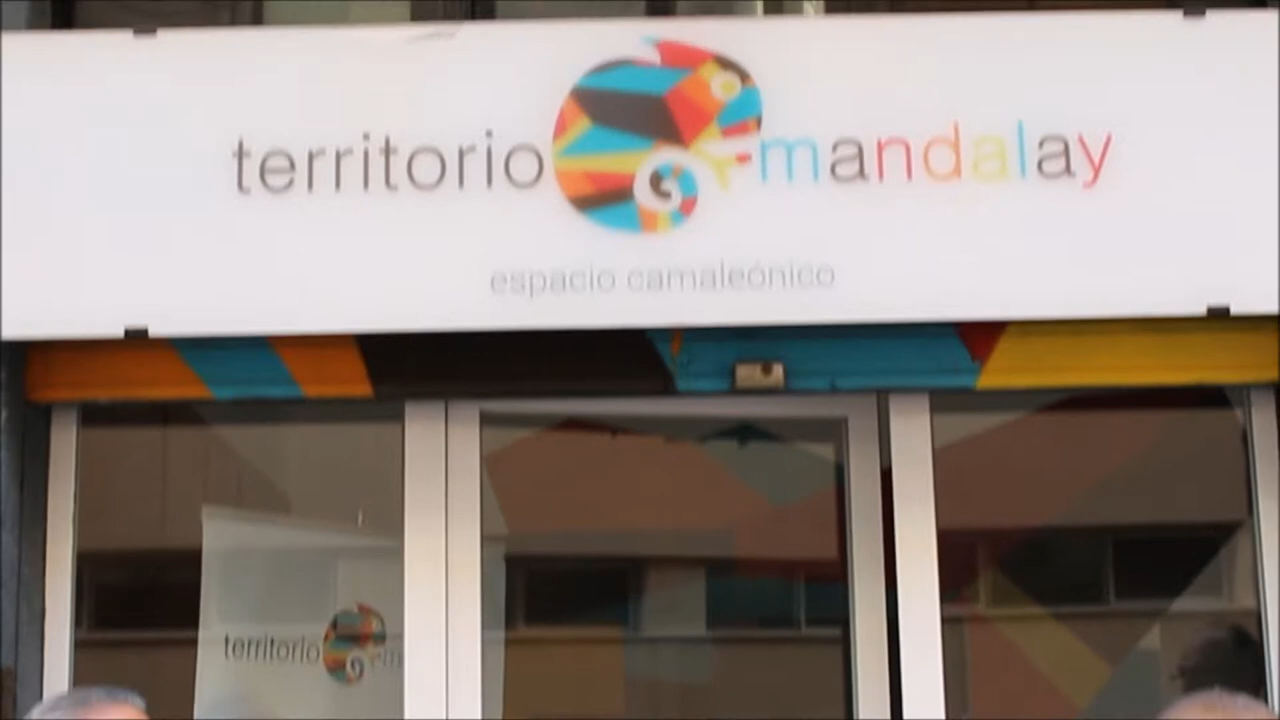 territorio mandalay
espacio camaleónico
territorio